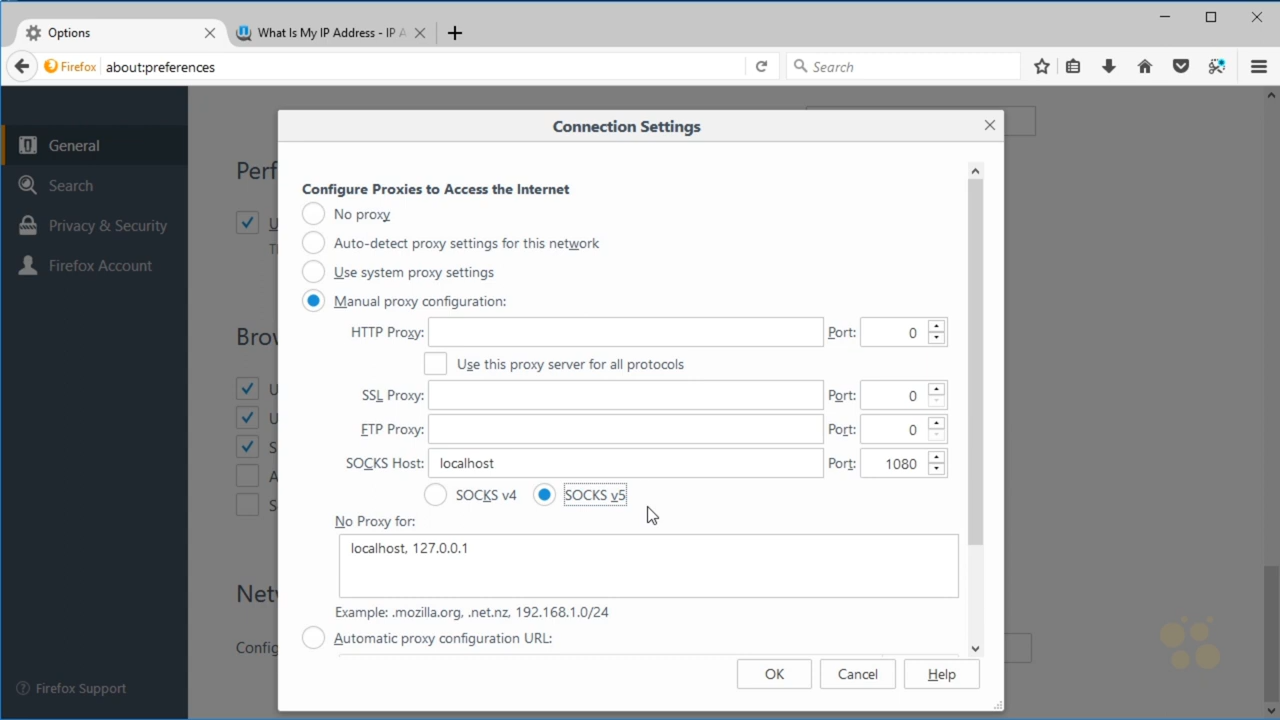 Options
What Is My IP Address - IP A
Firefox
about:preferences
Search
General
Search
Privacy & Security
Firefox Account
Firefox Support
Perf
U
Brow
U
U
S
A
S
Netw
Config
Connection Settings
Configure Proxies to Access the Internet
No proxy
Auto-detect proxy settings for this network
Use system proxy settings
Manual proxy configuration:
HTTP Proxy: Port: 0
Use this proxy server for all protocols
SSL Proxy: Port: 0
FTP Proxy: Port: 0
SOCKS Host: localhost Port: 1080
SOCKS v4 SOCKS v5
No Proxy for:
localhost, 127.0.0.1
Example: .mozilla.org, .net.nz, 192.168.1.0/24
Automatic proxy configuration URL:
OK Cancel Help